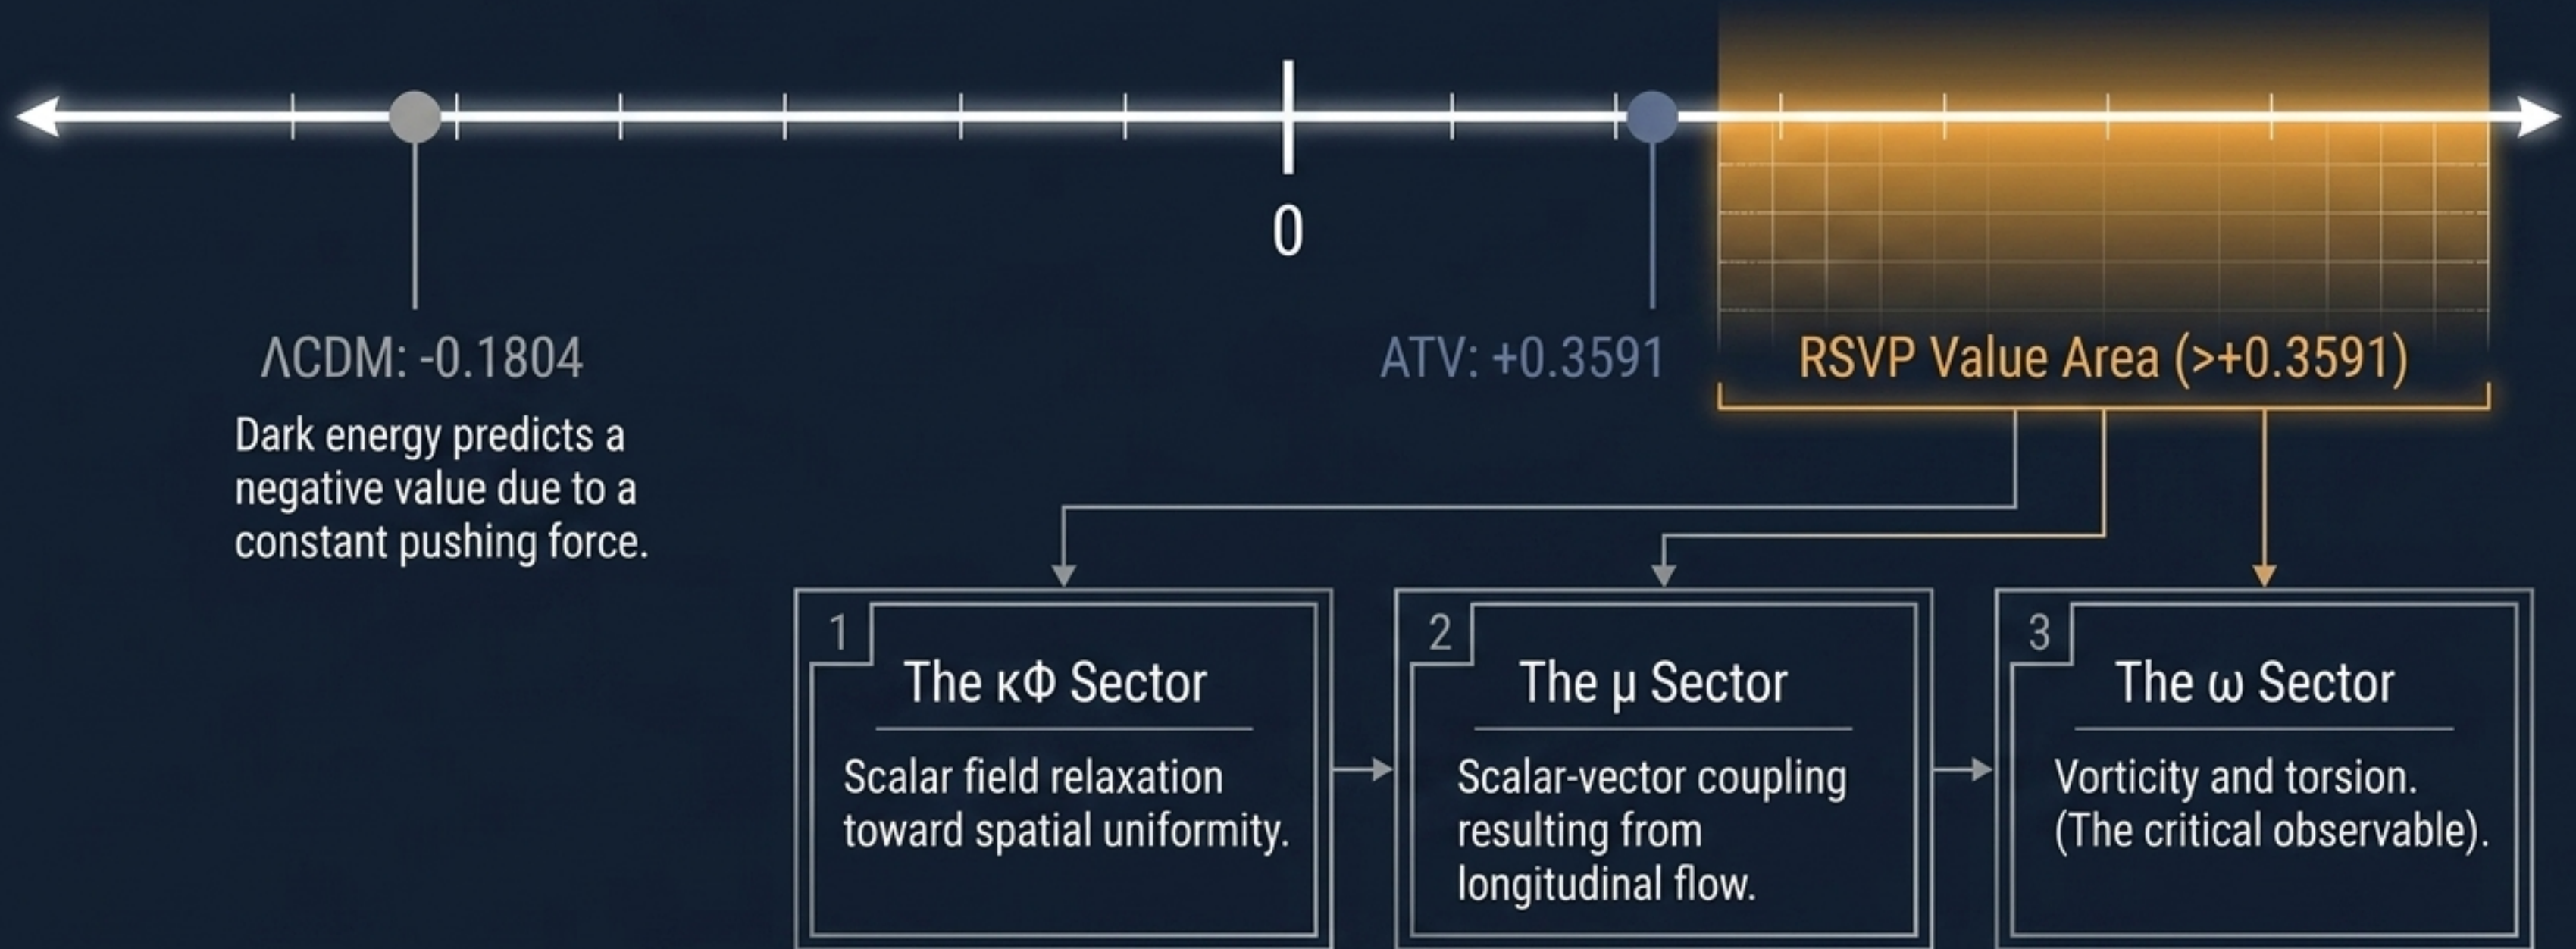 0
ΛCDM: -0.1804
Dark energy predicts a
negative value due to a
constant pushing force.
ATV: +0.3591
RSVP Value Area (>+0.3591)
1
The κΦ Sector
Scalar field relaxation
toward spatial uniformity.
2
The μ Sector
Scalar-vector coupling
resulting from
longitudinal flow.
3
The ω Sector
Vorticity and torsion.
(The critical observable).